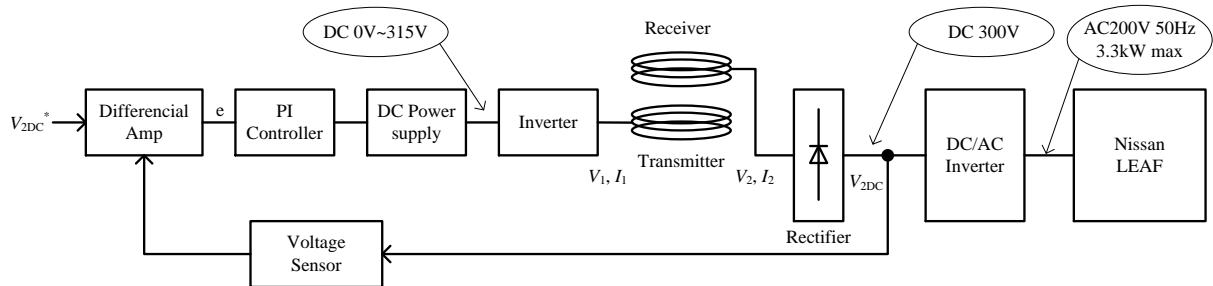 DC 0V~315V
Receiver
DC 300V
AC200V 50Hz
3.3kW max
V2DC*
Differencial
Amp
e
PI
Controller
DC Power
supply
Inverter
Transmitter
V1, I1
V2, I2
Rectifier
V2DC
DC/AC
Inverter
Nissan
LEAF
Voltage
Sensor